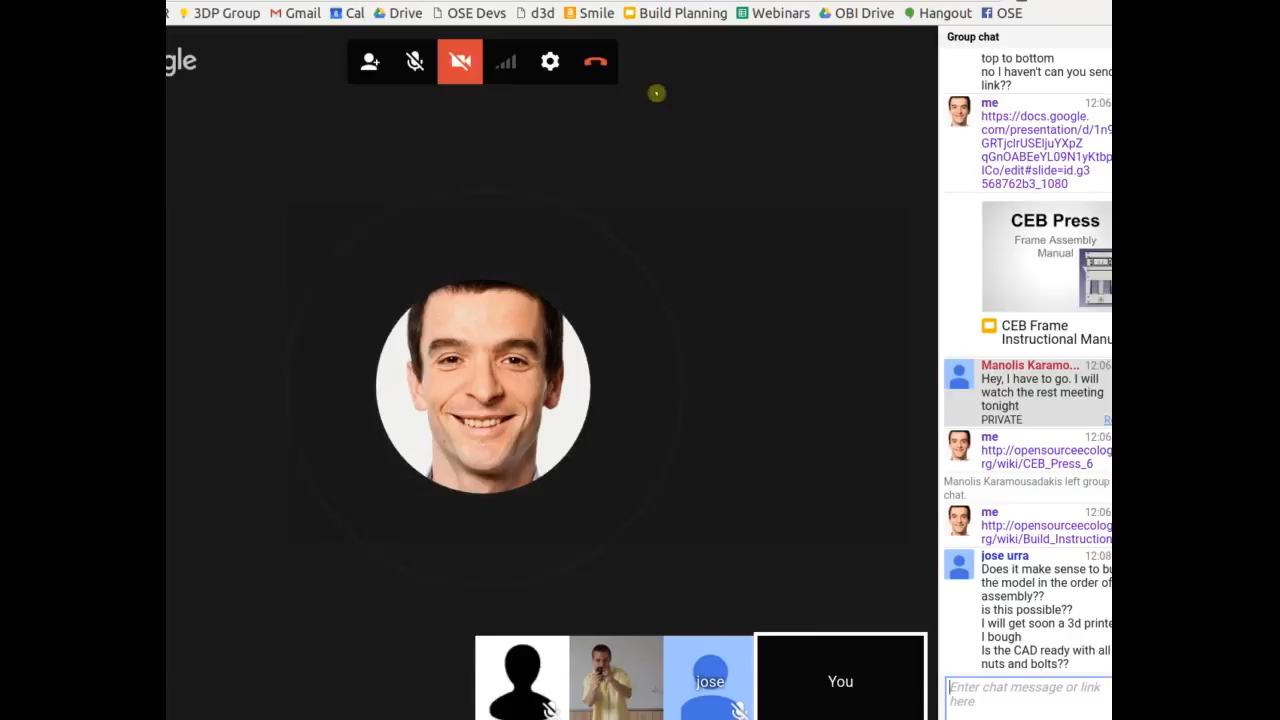 3DP Group Gmail Cal Drive OSE Devs d3d Smile Build Planning Webinars OBI Drive Hangout OSE
gle
Group chat
top to bottom
no I haven't can you send
link??
me 12:06
https://docs.google.
com/presentation/d/1n9
GRTjclrUSEljuYXpZ
qGnOABEeYL09N1yKtbp
ICo/edit#slide=id.g3
568762b3_1080
CEB Press
Frame Assembly
Manual
CEB Frame
Instructional Manu
Manolis Karamo... 12:06
Hey, I have to go. I will
watch the rest meeting
tonight
PRIVATE
me 12:06
http://opensourceecolog
rg/wiki/CEB_Press_6
Manolis Karamousadakis left group
chat.
me 12:06
http://opensourceecolog
rg/wiki/Build_Instruction
jose urra 12:08
Does it make sense to bu
the model in the order of
assembly??
is this possible??
I will get soon a 3d printe
I bough
Is the CAD ready with all
nuts and bolts??
Enter chat message or link
here
jose
You